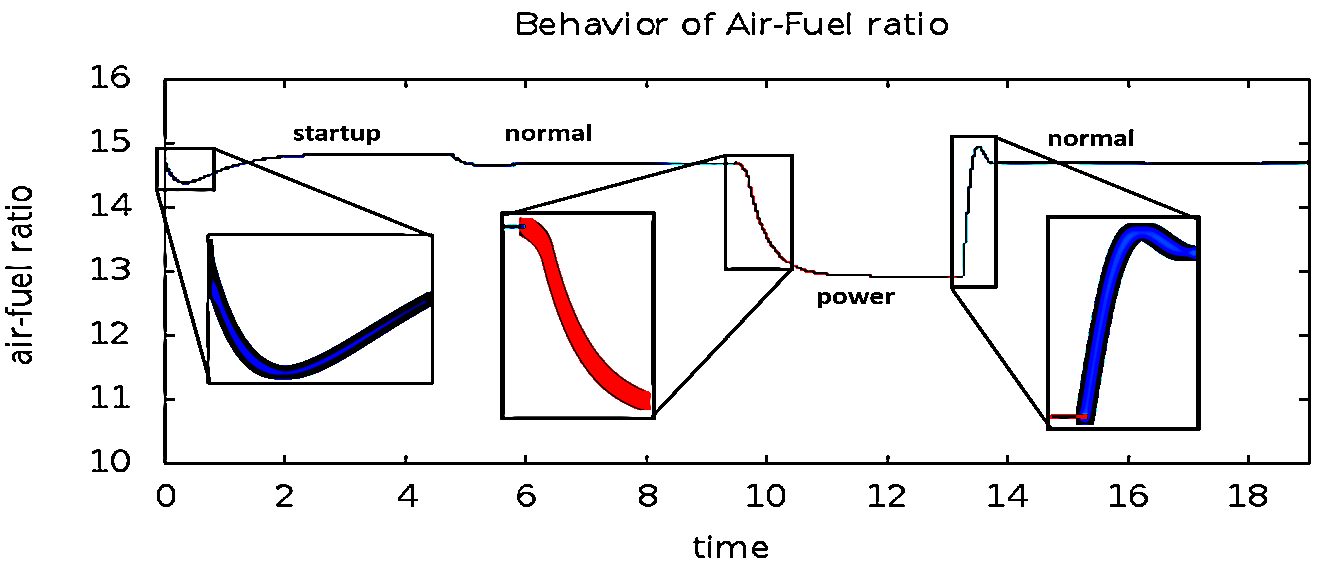 Behavior of Air-Fuel ratio
16
15
14
13
12
11
10
air-fuel ratio
startup
normal
power
normal
0 2 4 6 8 10 12 14 16 18
time